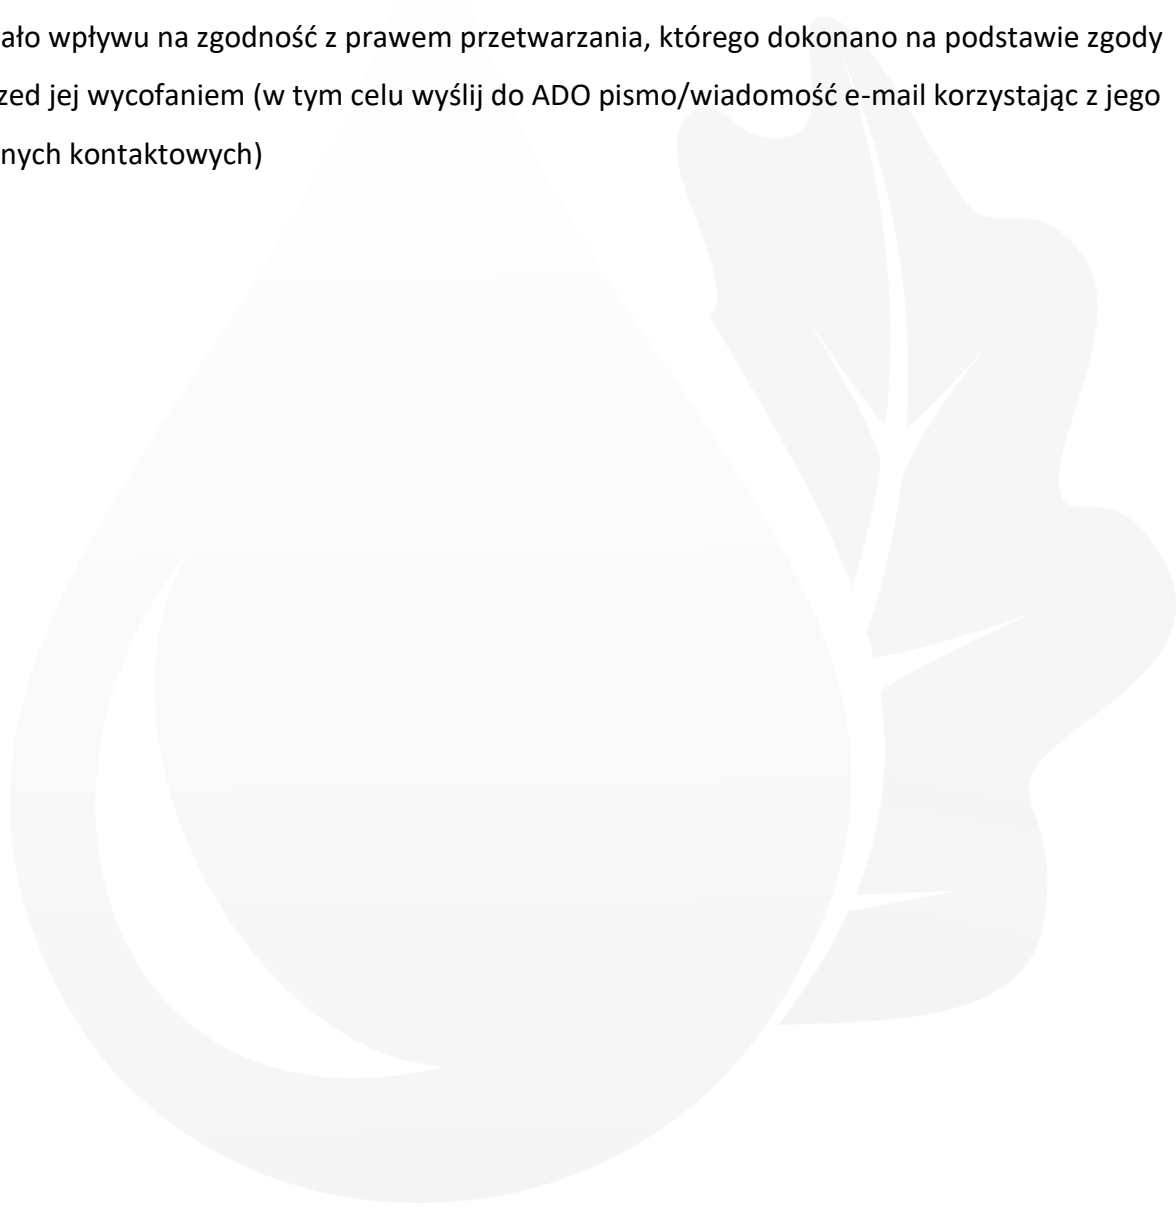 ało wpływu na zgodność z prawem przetwarzania, którego dokonano na podstawie zgody
zed jej wycofaniem (w tym celu wyślij do ADO pismo/wiadomość e-mail korzystając z jego
nych kontaktowych)